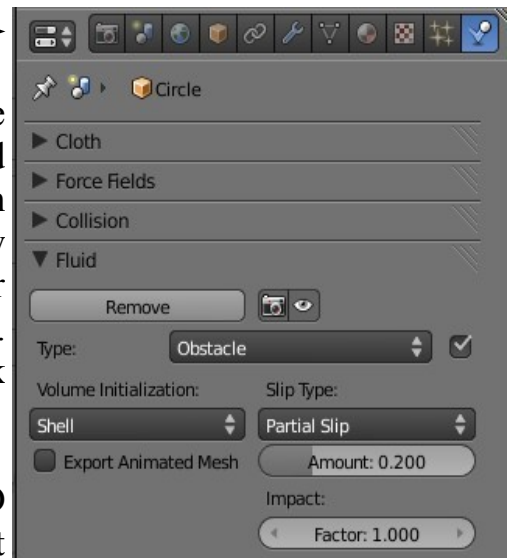 Circle
Cloth
Force Fields
Collision
Fluid
Remove
Type: Obstacle
Volume Initialization: Slip Type:
Shell Partial Slip
Export Animated Mesh Amount: 0.200
Impact:
Factor: 1.000